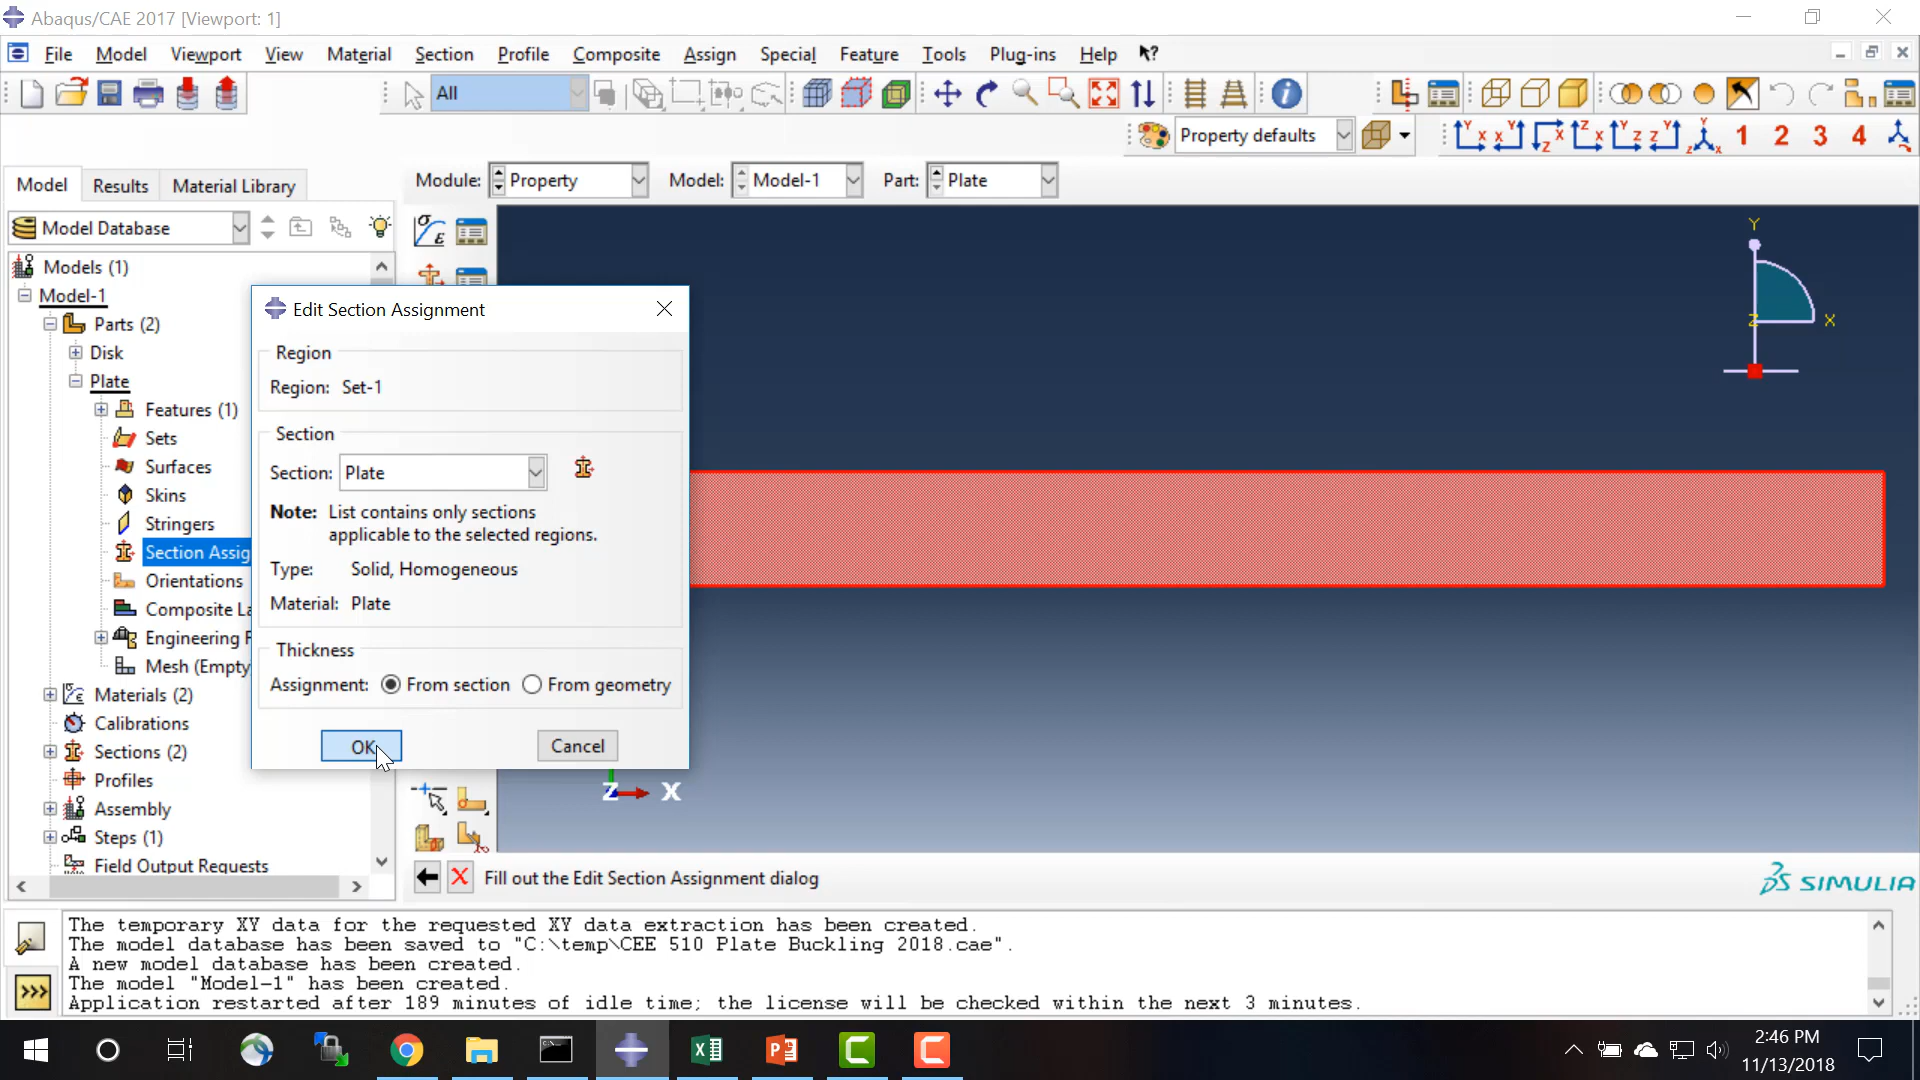 Abaqus/CAE 2017 [Viewport: 1]
File Model Viewport View Material Section Profile Composite Assign Special Feature Tools Plug-ins Help
All
Property defaults
1 2 3 4
Model Results Material Library
Module: Property Model: Model-1 Part: Plate
Model Database
Models (1)
Model-1
Parts (2)
Disk
Plate
Features (1)
Sets
Surfaces
Skins
Stringers
Section Assig
Orientations
Composite La
Engineering F
Mesh (Empty
Materials (2)
Calibrations
Sections (2)
Profiles
Assembly
Steps (1)
Field Output Requests
Edit Section Assignment
Region
Region: Set-1
Section
Section: Plate
Note: List contains only sections
applicable to the selected regions.
Type: Solid, Homogeneous
Material: Plate
Thickness
Assignment: From section From geometry
OK Cancel
Y
Z X
Z X
Fill out the Edit Section Assignment dialog
SIMULIA
The temporary XY data for the requested XY data extraction has been created.
The model database has been saved to "C:\temp\CEE 510 Plate Buckling 2018.cae".
A new model database has been created.
The model "Model-1" has been created.
Application restarted after 189 minutes of idle time; the license will be checked within the next 3 minutes.
2:46 PM
11/13/2018